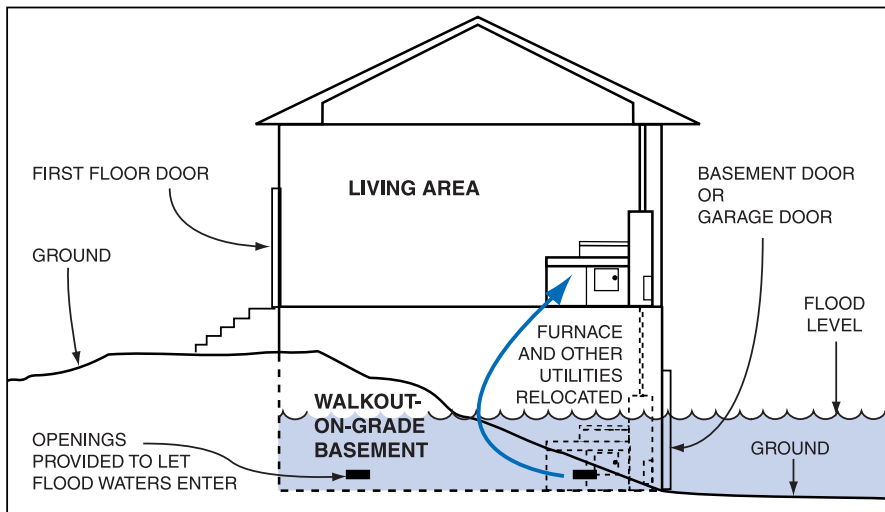 FIRST FLOOR DOOR
LIVING AREA
BASEMENT DOOR
OR
GARAGE DOOR
GROUND
FLOOD
LEVEL
FURNACE
AND OTHER
UTILITIES
RELOCATED
WALKOUT-
ON-GRADE
BASEMENT
OPENINGS
PROVIDED TO LET
FLOOD WATERS ENTER
GROUND